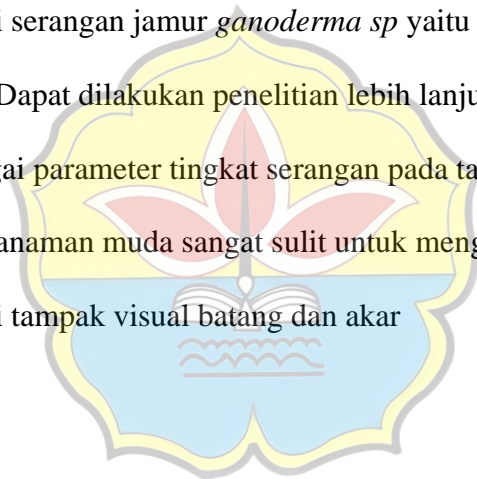 i serangan jamur ganoderma sp yaitu
Dapat dilakukan penelitian lebih lanju
gai parameter tingkat serangan pada ta
anaman muda sangat sulit untuk meng
i tampak visual batang dan akar